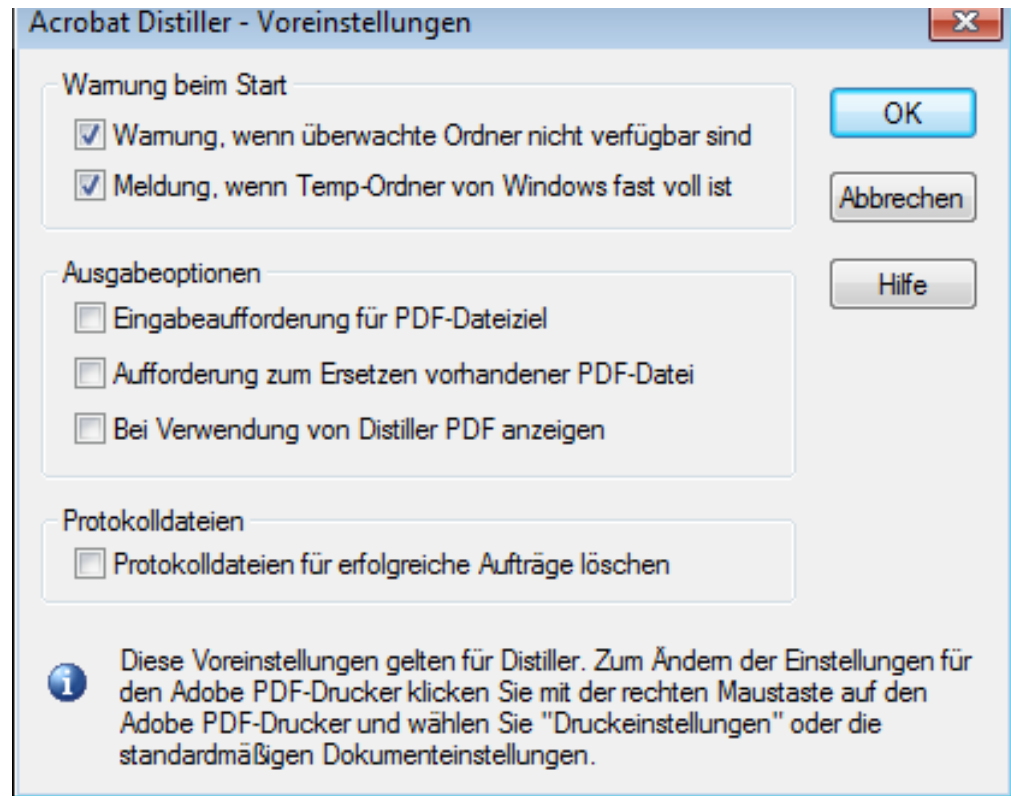 Acrobat Distiller - Voreinstellungen
Warnung beim Start
Warnung, wenn überwachte Ordner nicht verfügbar sind
Meldung, wenn Temp-Ordner von Windows fast voll ist
OK
Abbrechen
Hilfe
Ausgabeoptionen
Eingabeaufforderung für PDF-Dateiziel
Aufforderung zum Ersetzen vorhandener PDF-Datei
Bei Verwendung von Distiller PDF anzeigen
Protokolldateien
Protokolldateien für erfolgreiche Aufträge löschen
Diese Voreinstellungen gelten für Distiller. Zum Ändern der Einstellungen für
den Adobe PDF-Drucker klicken Sie mit der rechten Maustaste auf den
Adobe PDF-Drucker und wählen Sie "Druckeinstellungen" oder die
standardmäßigen Dokumenteinstellungen.